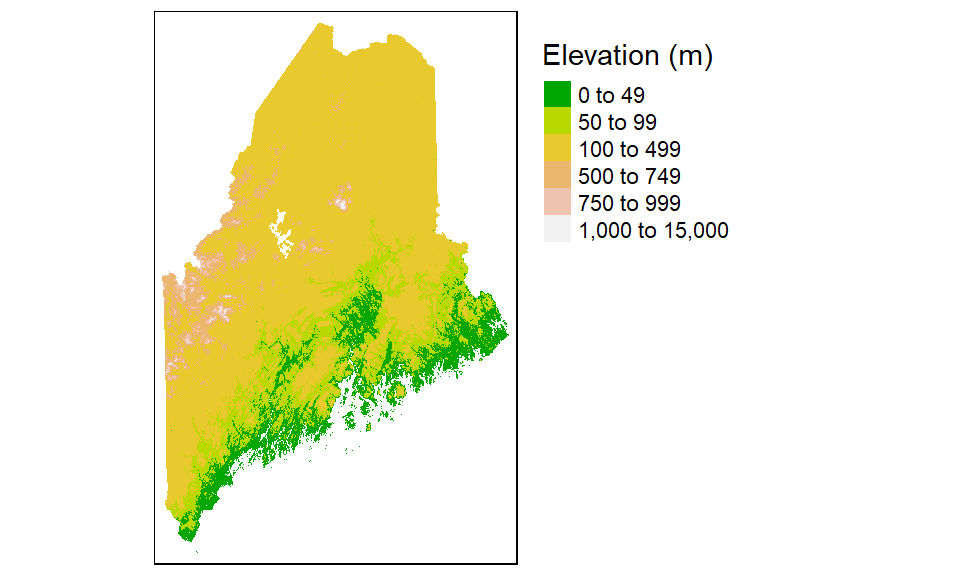 Elevation (m)
0 to 49
50 to 99
100 to 499
500 to 749
750 to 999
1,000 to 15,000